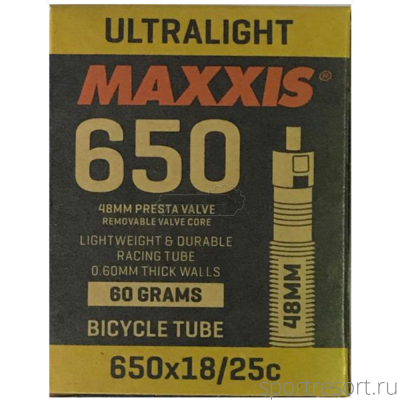 ULTRALIGHT
MAXXIS®
650
48MM PRESTA VALVE
REMOVABLE VALVE CORE
LIGHTWEIGHT & DURABLE
RACING TUBE
0.60MM THICK WALLS
60 GRAMS
48MM
BICYCLE TUBE
650x18/25c
sportresort.ru